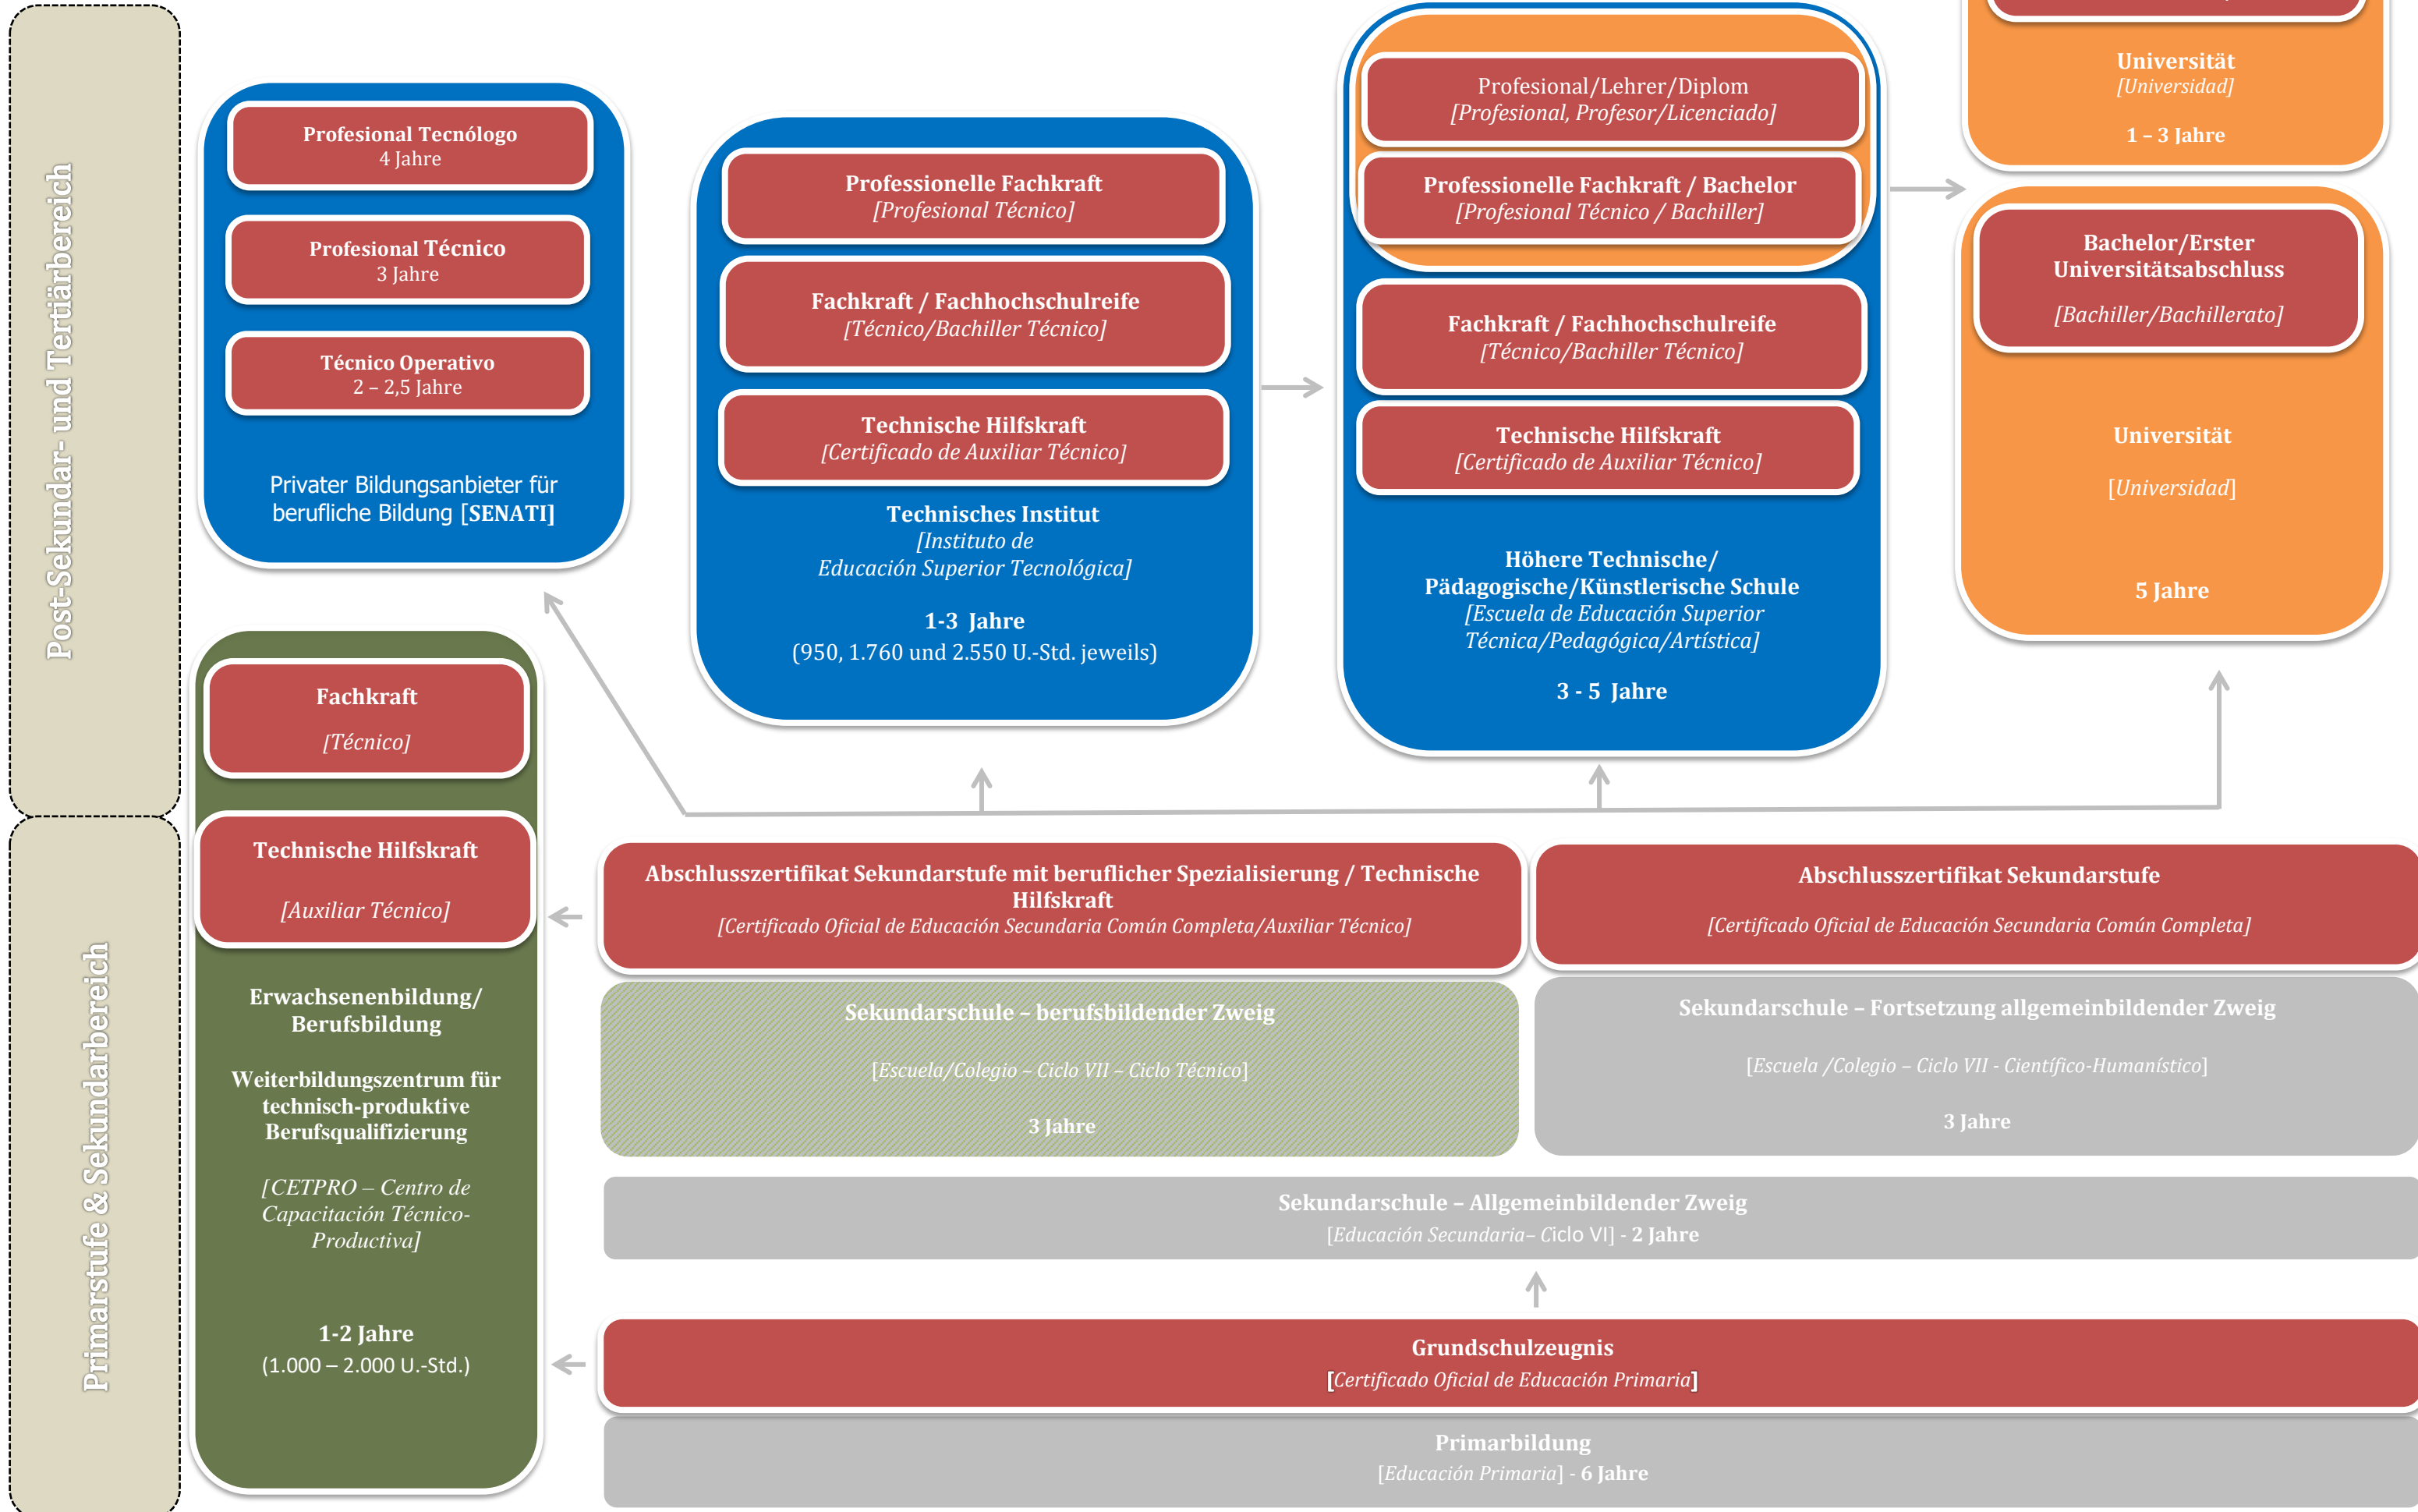 Post-Sekundar- und Tertiärbereich
Profesional Tecnólogo
4 Jahre
Profesional Técnico
3 Jahre
Técnico Operativo
2 – 2,5 Jahre
Privater Bildungsanbieter für
berufliche Bildung [SENATI]
Professionelle Fachkraft
[Profesional Técnico]
Fachkraft / Fachhochschulreife
[Técnico/Bachiller Técnico]
Technische Hilfskraft
[Certificado de Auxiliar Técnico]
Technisches Institut
[Instituto de
Educación Superior Tecnológica]
1-3 Jahre
(950, 1.760 und 2.550 U.-Std. jeweils)
Profesional/Lehrer/Diplom
[Profesional, Profesor/Licenciado]
Professionelle Fachkraft / Bachelor
[Profesional Técnico / Bachiller]
Fachkraft / Fachhochschulreife
[Técnico/Bachiller Técnico]
Technische Hilfskraft
[Certificado de Auxiliar Técnico]
Höhere Technische/
Pädagogische/Künstlerische Schule
[Escuela de Educación Superior
Técnica/Pedagógica/Artística]
3 - 5 Jahre
Universität
[Universidad]
1 – 3 Jahre
Bachelor/Erster
Universitätsabschluss
[Bachiller/Bachillerato]
Universität
[Universidad]
5 Jahre
Primarstufe & Sekundarbereich
Fachkraft
[Técnico]
Technische Hilfskraft
[Auxiliar Técnico]
Erwachsenenbildung/
Berufsbildung
Weiterbildungszentrum für
technisch-produktive
Berufsqualifizierung
[CETPRO – Centro de
Capacitación Técnico-
Productiva]
1-2 Jahre
(1.000 – 2.000 U.-Std.)
Abschlusszertifikat Sekundarstufe mit beruflicher Spezialisierung / Technische
Hilfskraft
[Certificado Oficial de Educación Secundaria Común Completa/Auxiliar Técnico]
Abschlusszertifikat Sekundarstufe
[Certificado Oficial de Educación Secundaria Común Completa]
Sekundarschule – berufsbildender Zweig
[Escuela/Colegio – Ciclo VII – Ciclo Técnico]
3 Jahre
Sekundarschule – Fortsetzung allgemeinbildender Zweig
[Escuela /Colegio – Ciclo VII - Científico-Humanístico]
3 Jahre
Sekundarschule – Allgemeinbildender Zweig
[Educación Secundaria– Ciclo VI] - 2 Jahre
Grundschulzeugnis
[Certificado Oficial de Educación Primaria]
Primarbildung
[Educación Primaria] - 6 Jahre